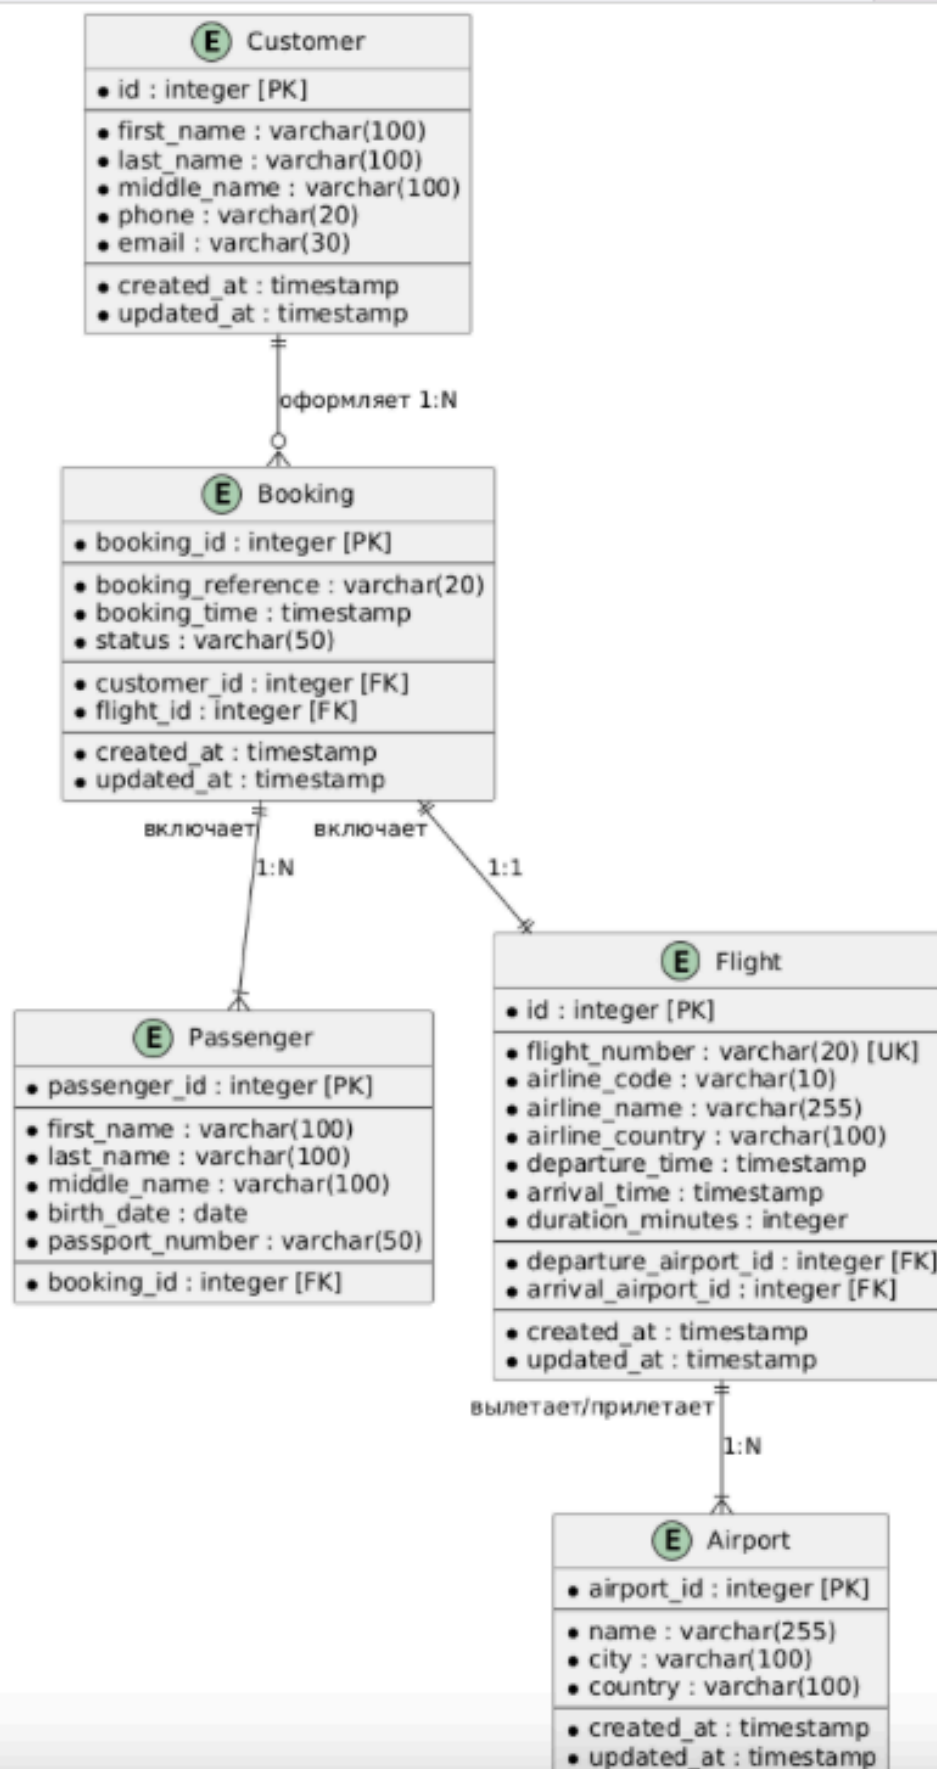 E Customer
id : integer [PK]
first_name : varchar(100)
last_name : varchar(100)
middle_name : varchar(100)
phone : varchar(20)
email : varchar(30)
created_at : timestamp
updated_at : timestamp
оформляет 1:N
E Booking
booking_id : integer [PK]
booking_reference : varchar(20)
booking_time : timestamp
status : varchar(50)
customer_id : integer [FK]
flight_id : integer [FK]
created_at : timestamp
updated_at : timestamp
включает
1:N
включает
1:1
E Passenger
passenger_id : integer [PK]
first_name : varchar(100)
last_name : varchar(100)
middle_name : varchar(100)
birth_date : date
passport_number : varchar(50)
booking_id : integer [FK]
E Flight
id : integer [PK]
flight_number : varchar(20) [UK]
airline_code : varchar(10)
airline_name : varchar(255)
airline_country : varchar(100)
departure_time : timestamp
arrival_time : timestamp
duration_minutes : integer
departure_airport_id : integer [FK]
arrival_airport_id : integer [FK]
created_at : timestamp
updated_at : timestamp
вылетает/прилетает
1:N
E Airport
airport_id : integer [PK]
name : varchar(255)
city : varchar(100)
country : varchar(100)
created_at : timestamp
updated_at : timestamp